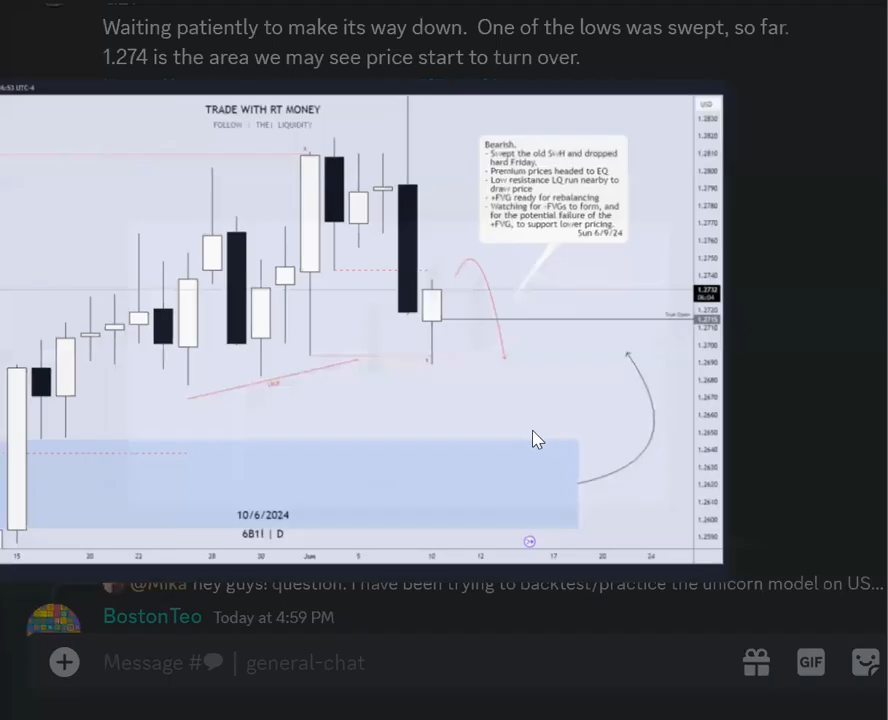 Waiting patiently to make its way down. One of the lows was swept, so far.
1.274 is the area we may see price start to turn over.
6:53 UTC-4
TRADE WITH RT MONEY
FOLLOW THE LIQUIDITY
USD
Bearish.
- Swept the old SwH and dropped
hard Friday.
- Premium prices headed to EQ
- Low resistance LQ run nearby to
draw price
- +FVG ready for rebalancing
- Watching for -FVGs to form, and
for the potential failure of the
+FVG, to support lower pricing.
Sun 6/9/24
1.2830
1.2820
1.2810
1.2800
1.2790
1.2780
1.2770
1.2760
1.2750
1.2740
1.2732
06:04
1.2720
True Open
1.2715
1.2710
1.2700
1.2690
1.2680
1.2670
1.2660
1.2650
1.2640
1.2630
1.2620
1.2610
1.2600
1.2590
10/6/2024
6B1! | D
15 20 22 28 30 Jun 5 10 12 17 20 24
@Mika hey guys! question. I have been trying to backtest/practice the unicorn model on US...
BostonTeo Today at 4:59 PM
Message # | general-chat
GIF